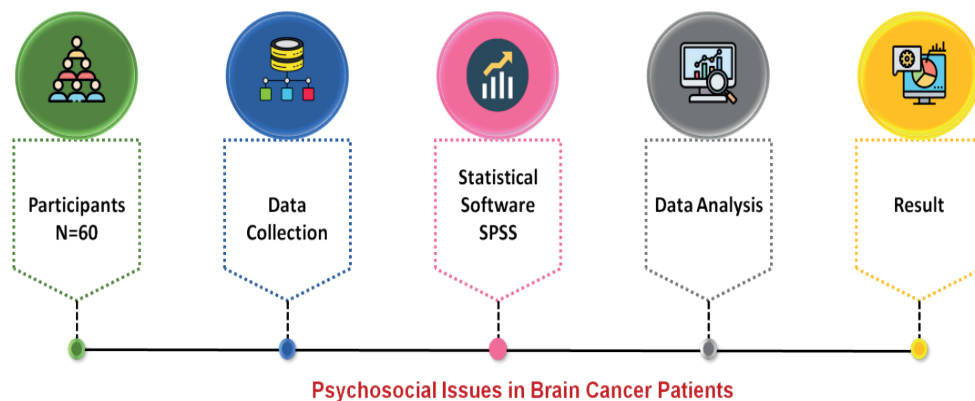 Participants
N=60
Data
Collection
Statistical
Software
SPSS
Data Analysis
Result
Psychosocial Issues in Brain Cancer Patients